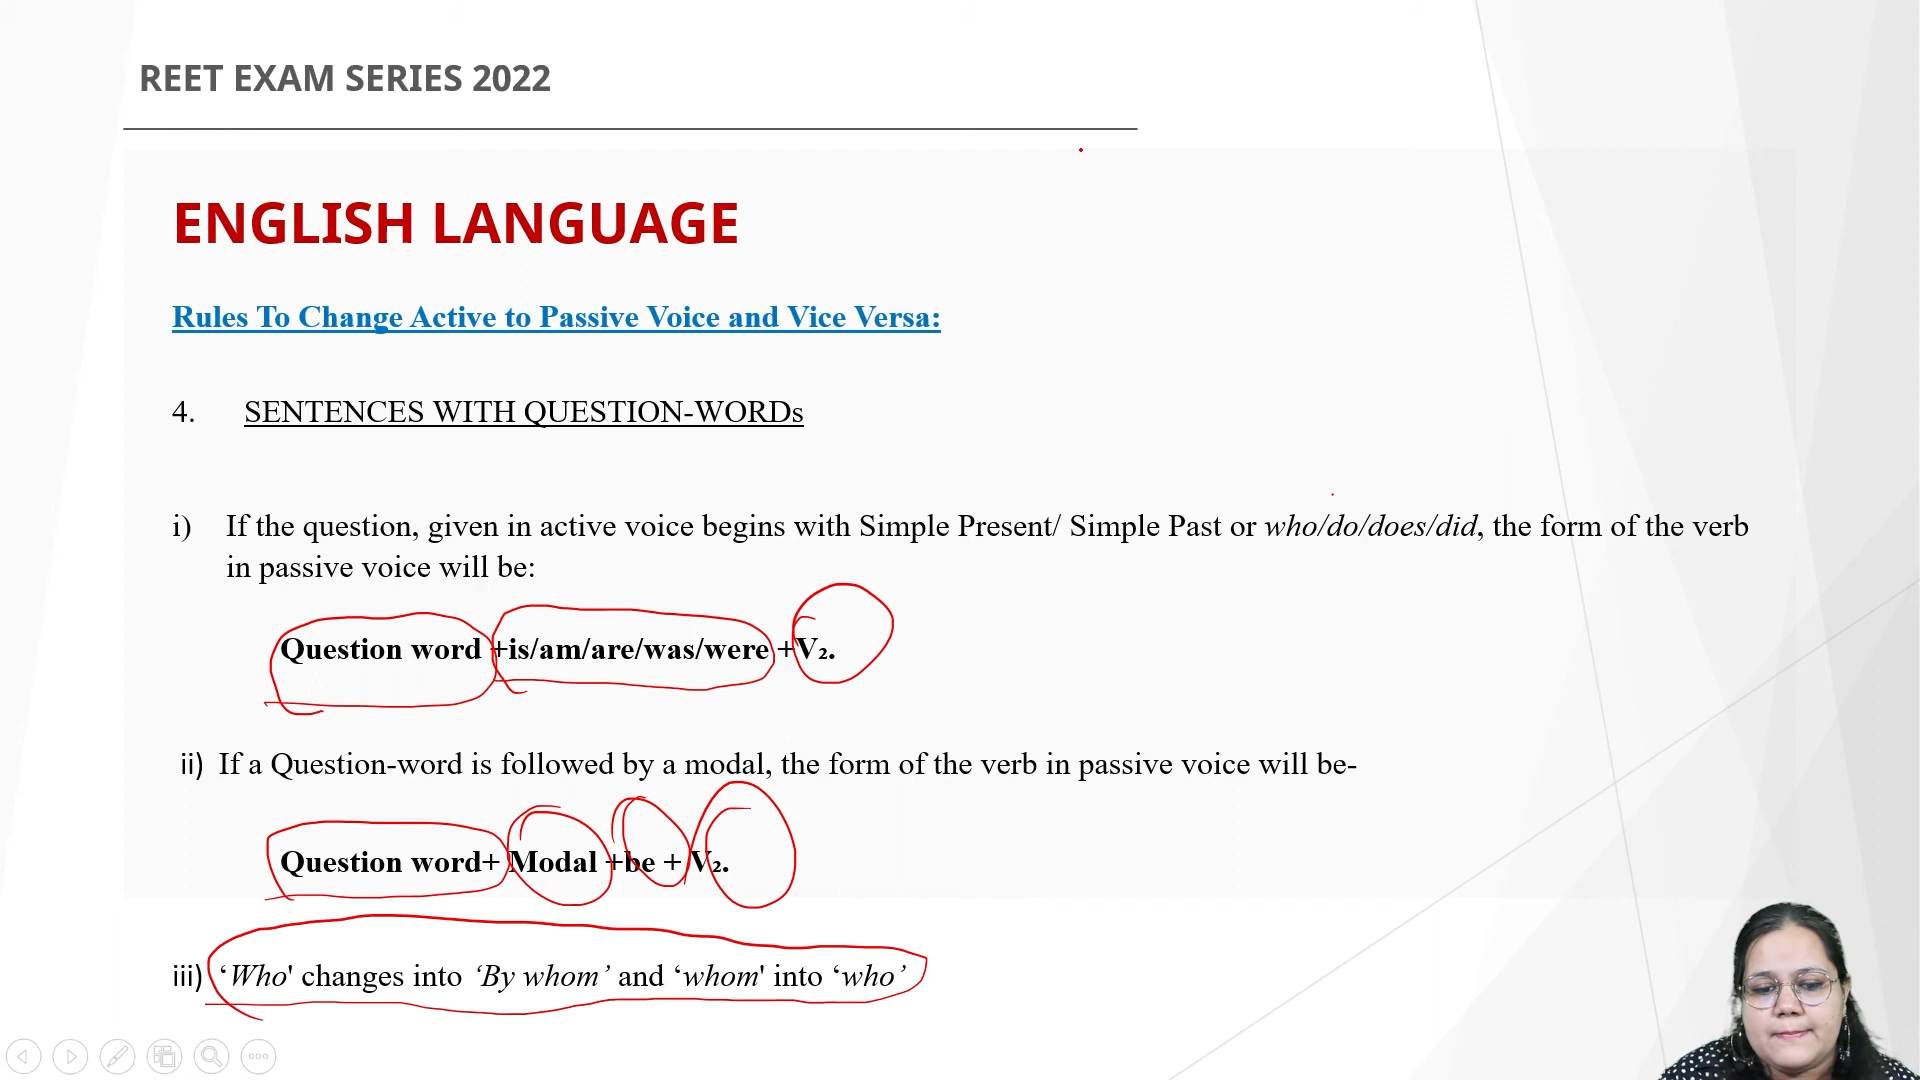 REET EXAM SERIES 2022
ENGLISH LANGUAGE
Rules To Change Active to Passive Voice and Vice Versa:
4. SENTENCES WITH QUESTION-WORDs
i) If the question, given in active voice begins with Simple Present/ Simple Past or who/do/does/did, the form of the verb
in passive voice will be:
Question word +is/am/are/was/were +V₂.
ii) If a Question-word is followed by a modal, the form of the verb in passive voice will be-
Question word+ Modal +be + V₂.
iii) ‘Who' changes into ‘By whom’ and ‘whom' into ‘who’